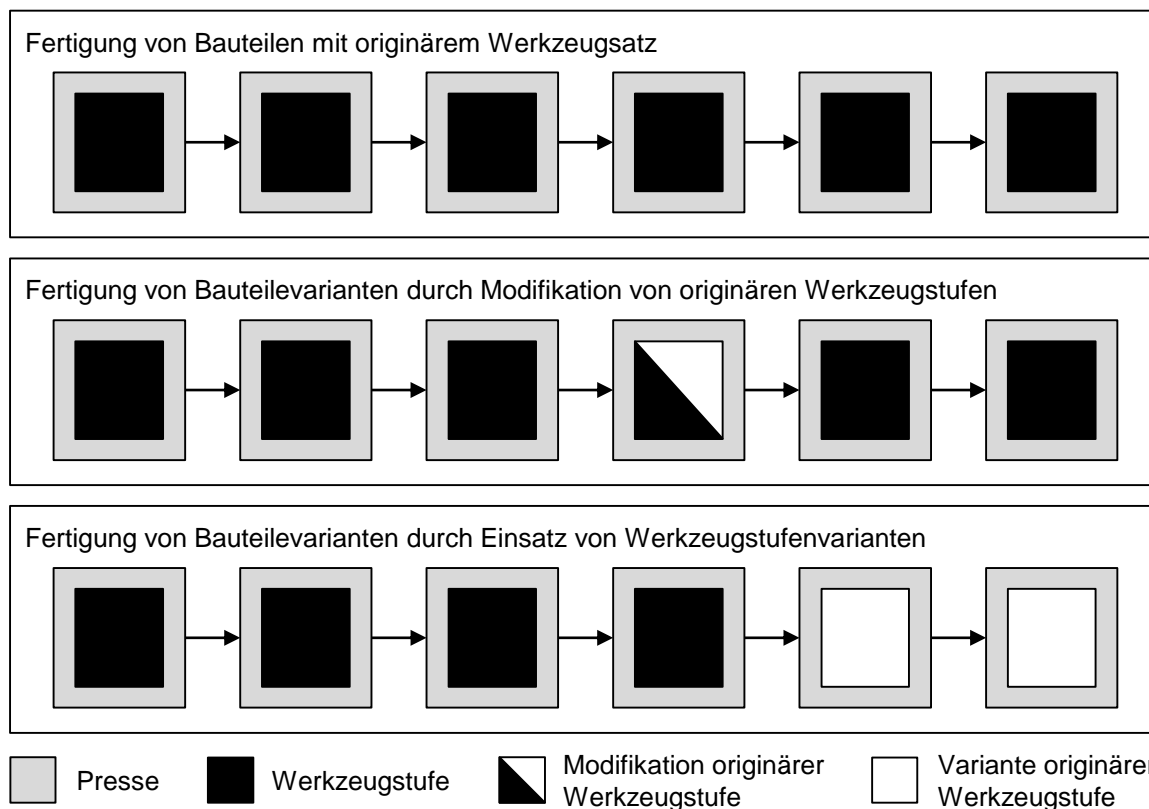 Fertigung von Bauteilen mit originärem Werkzeugsatz
Fertigung von Bauteilevarianten durch Modifikation von originären Werkzeugstufen
Fertigung von Bauteilevarianten durch Einsatz von Werkzeugstufenvarianten
Presse
Werkzeugstufe
Modifikation originärer
Werkzeugstufe
Variante originärer
Werkzeugstufe